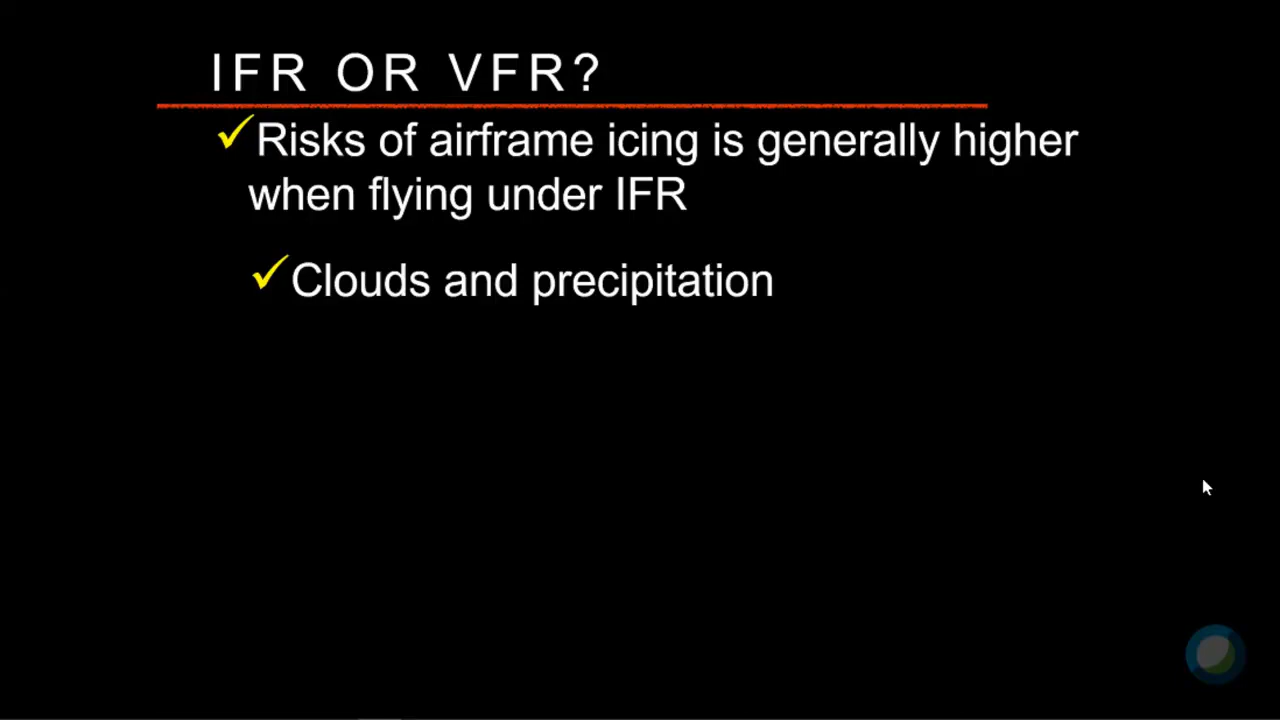 IFR OR VFR?
✓Risks of airframe icing is generally higher
when flying under IFR
✓Clouds and precipitation